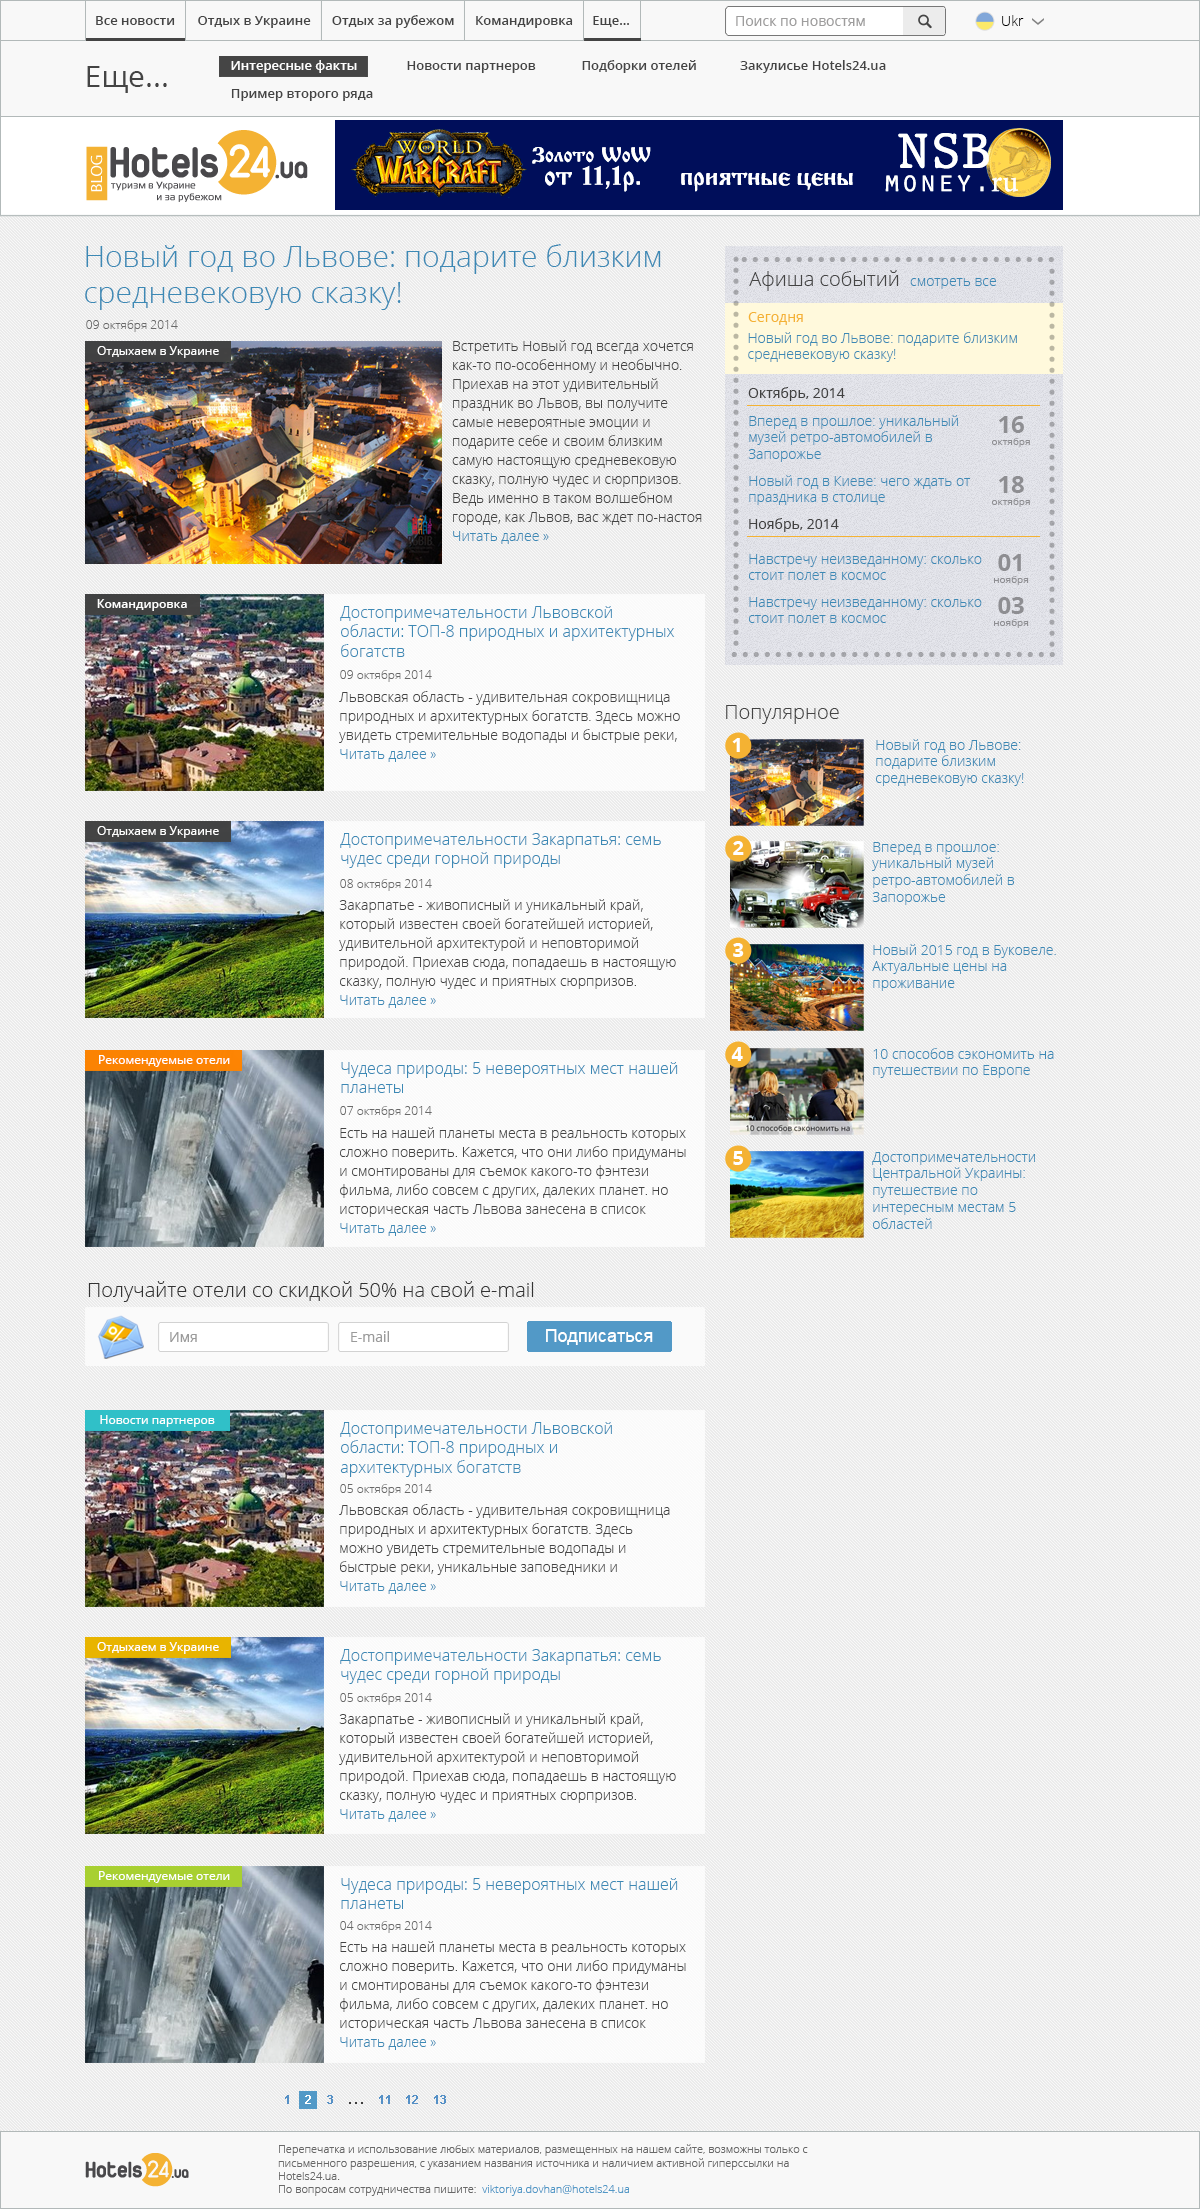 Все новости
Отдых в Украине
Отдых за рубежом
Командировка
Еще...
Поиск по новостям
Ukr
Еще...
Интересные факты
Новости партнеров
Подборки отелей
Закулисье Hotels24.ua
Пример второго ряда
BLOG
Hotels24.ua
туризм в Украине
и за рубежом
WORLD
WARCRAFT
Золото WoW
от 11,1р.
приятные цены
NSB
MONEY.ru
Новый год во Львове: подарите близким
средневековую сказку!
09 октября 2014
Отдыхаем в Украине
Встретить Новый год всегда хочется
как-то по-особенному и необычно.
Приехав на этот удивительный
праздник во Львов, вы получите
самые невероятные эмоции и
подарите себе и своим близким
самую настоящую средневековую
сказку, полную чудес и сюрпризов.
Ведь именно в таком волшебном
городе, как Львов, вас ждет по-настоя
Читать далее »
Командировка
Достопримечательности Львовской
области: ТОП-8 природных и архитектурных
богатств
09 октября 2014
Львовская область - удивительная сокровищница
природных и архитектурных богатств. Здесь можно
увидеть стремительные водопады и быстрые реки,
Читать далее »
Отдыхаем в Украине
Достопримечательности Закарпатья: семь
чудес среди горной природы
08 октября 2014
Закарпатье - живописный и уникальный край,
который известен своей богатейшей историей,
удивительной архитектурой и неповторимой
природой. Приехав сюда, попадаешь в настоящую
сказку, полную чудес и приятных сюрпризов.
Читать далее »
Рекомендуемые отели
Чудеса природы: 5 невероятных мест нашей
планеты
07 октября 2014
Есть на нашей планеты места в реальность которых
сложно поверить. Кажется, что они либо придуманы
и смонтированы для съемок какого-то фэнтези
фильма, либо совсем с других, далеких планет. но
историческая часть Львова занесена в список
Читать далее »
Получайте отели со скидкой 50% на свой e-mail
%
Имя
E-mail
Подписаться
Новости партнеров
Достопримечательности Львовской
области: ТОП-8 природных и
архитектурных богатств
05 октября 2014
Львовская область - удивительная сокровищница
природных и архитектурных богатств. Здесь
можно увидеть стремительные водопады и
быстрые реки, уникальные заповедники и
Читать далее »
Отдыхаем в Украине
Достопримечательности Закарпатья: семь
чудес среди горной природы
05 октября 2014
Закарпатье - живописный и уникальный край,
который известен своей богатейшей историей,
удивительной архитектурой и неповторимой
природой. Приехав сюда, попадаешь в настоящую
сказку, полную чудес и приятных сюрпризов.
Читать далее »
Рекомендуемые отели
Чудеса природы: 5 невероятных мест нашей
планеты
04 октября 2014
Есть на нашей планеты места в реальность которых
сложно поверить. Кажется, что они либо придуманы
и смонтированы для съемок какого-то фэнтези
фильма, либо совсем с других, далеких планет. но
историческая часть Львова занесена в список
Читать далее »
1 2 3 ... 11 12 13
Афиша событий смотреть все
Сегодня
Новый год во Львове: подарите близким
средневековую сказку!
Октябрь, 2014
Вперед в прошлое: уникальный
музей ретро-автомобилей в
Запорожье
16
октября
Новый год в Киеве: чего ждать от
праздника в столице
18
октября
Ноябрь, 2014
Навстречу неизведанному: сколько
стоит полет в космос
01
ноября
Навстречу неизведанному: сколько
стоит полет в космос
03
ноября
Популярное
1
Новый год во Львове:
подарите близким
средневековую сказку!
2
Вперед в прошлое:
уникальный музей
ретро-автомобилей в
Запорожье
3
Новый 2015 год в Буковеле.
Актуальные цены на
проживание
4
10 способов сэкономить на
10 способов сэкономить на
путешествии по Европе
5
Достопримечательности
Центральной Украины:
путешествие по
интересным местам 5
областей
Hotels24.ua
Перепечатка и использование любых материалов, размещенных на нашем сайте, возможны только с
письменного разрешения, с указанием названия источника и наличием активной гиперссылки на
Hotels24.ua.
По вопросам сотрудничества пишите: viktoriya.dovhan@hotels24.ua